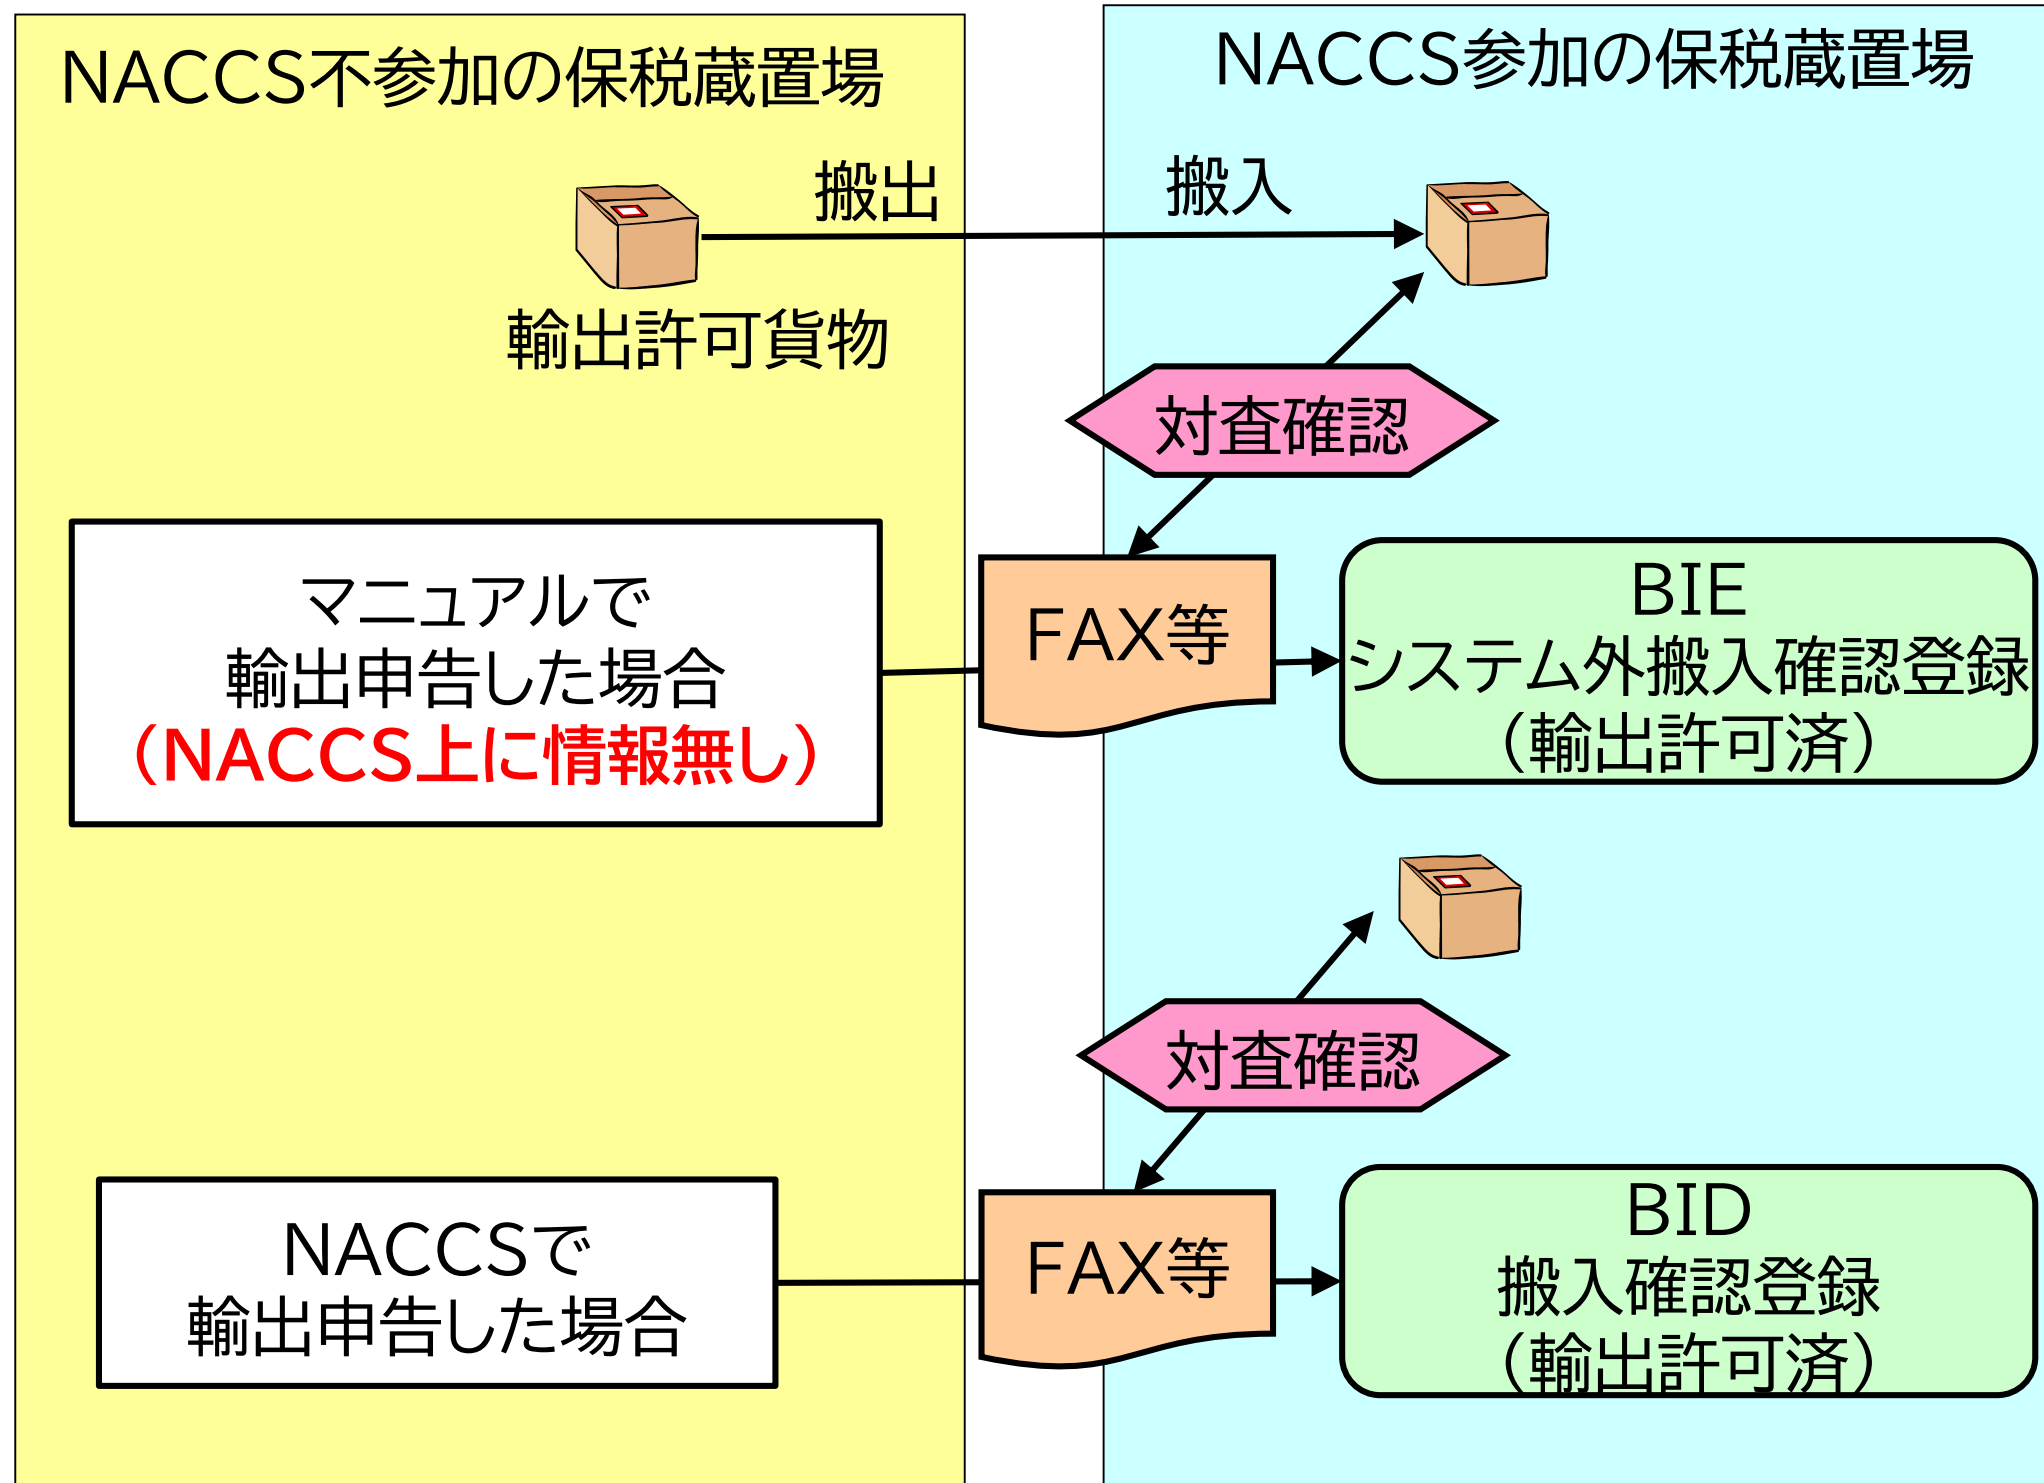 NACCS不参加の保税蔵置場
NACCS参加の保税蔵置場
搬出
搬入
輸出許可貨物
対査確認
マニュアルで
輸出申告した場合
（NACCS上に情報無し）
FAX等
BIE
システム外搬入確認登録
（輸出許可済）
対査確認
NACCSで
輸出申告した場合
FAX等
BID
搬入確認登録
（輸出許可済）